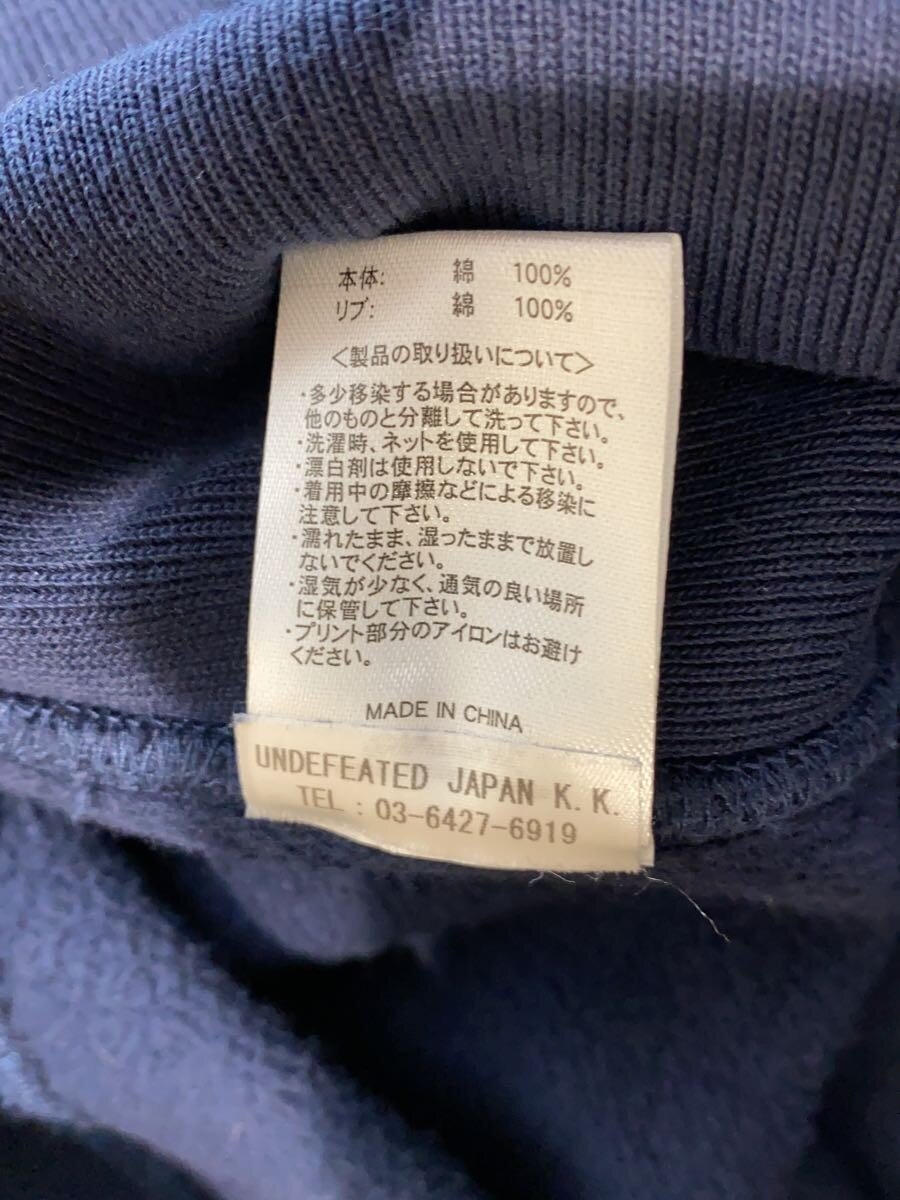 本体: 綿 100%
リブ: 綿 100%
<製品の取り扱いについて>
・多少移染する場合がありますので、
他のものと分離して洗って下さい。
・洗濯時、ネットを使用して下さい。
・漂白剤は使用しないで下さい。
・着用中の摩擦などによる移染に
注意して下さい。
・濡れたまま、湿ったままで放置し
ないでください。
・湿気が少なく、通気の良い場所
に保管して下さい。
・プリント部分のアイロンはお避け
ください。
MADE IN CHINA
UNDEFEATED JAPAN K.K.
TEL : 03-6427-6919